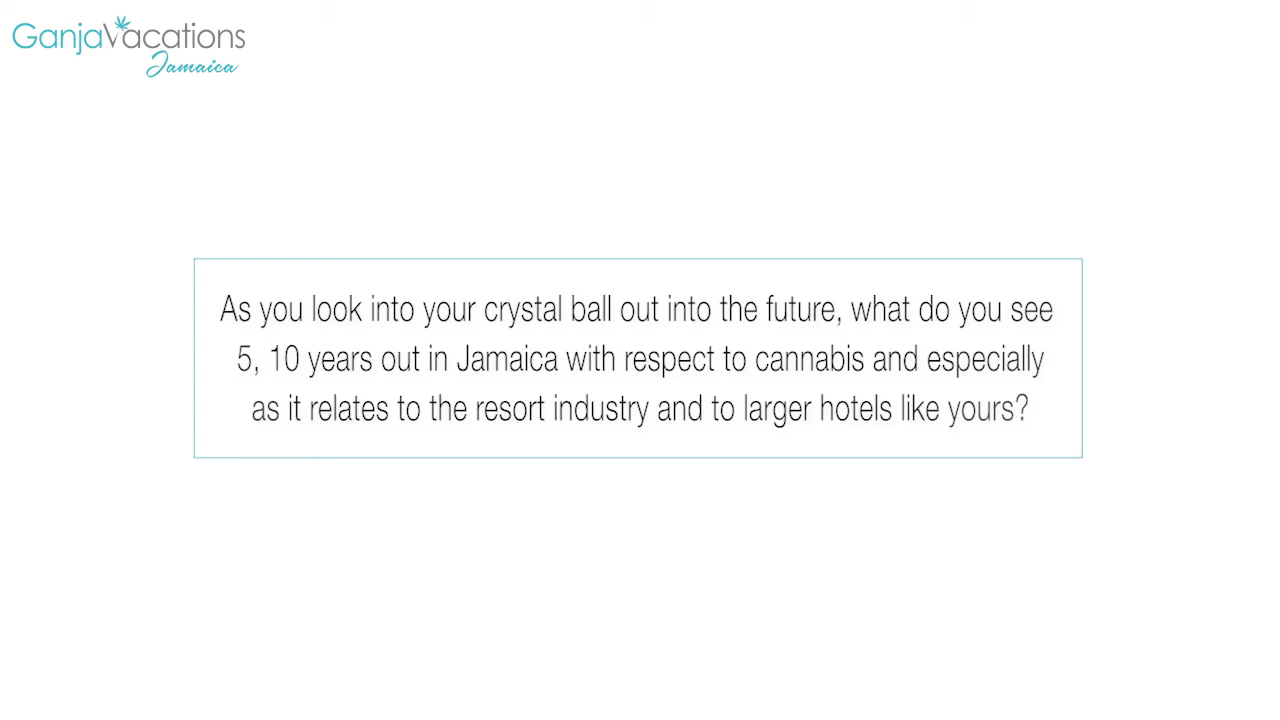 GanjaVacations
Jamaica
As you look into your crystal ball out into the future, what do you see
5, 10 years out in Jamaica with respect to cannabis and especially
as it relates to the resort industry and to larger hotels like yours?